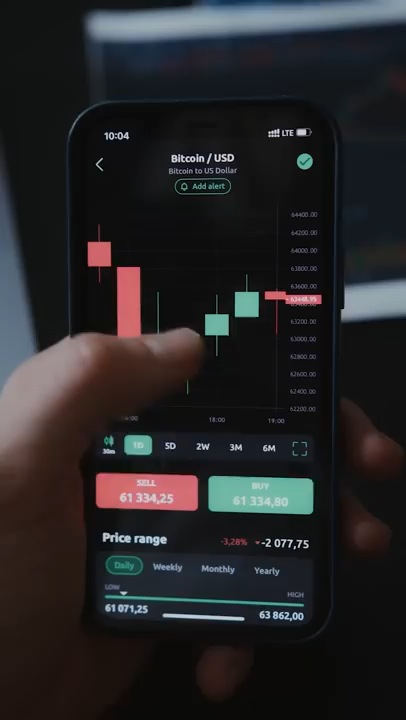 10:04 LTE
Bitcoin / USD
Bitcoin to US Dollar
Add alert
64400.00
64200.00
64000.00
63800.00
63600.00
63448,95
63200.00
63000.00
62800.00
62600.00
62400.00
62200.00
18:00 19:00
30m 1D 5D 2W 3M 6M
SELL BUY
61 334,25 61 334,80
Price range -3,28% -2 077,75
Daily Weekly Monthly Yearly
LOW HIGH
61 071,25 63 862,00